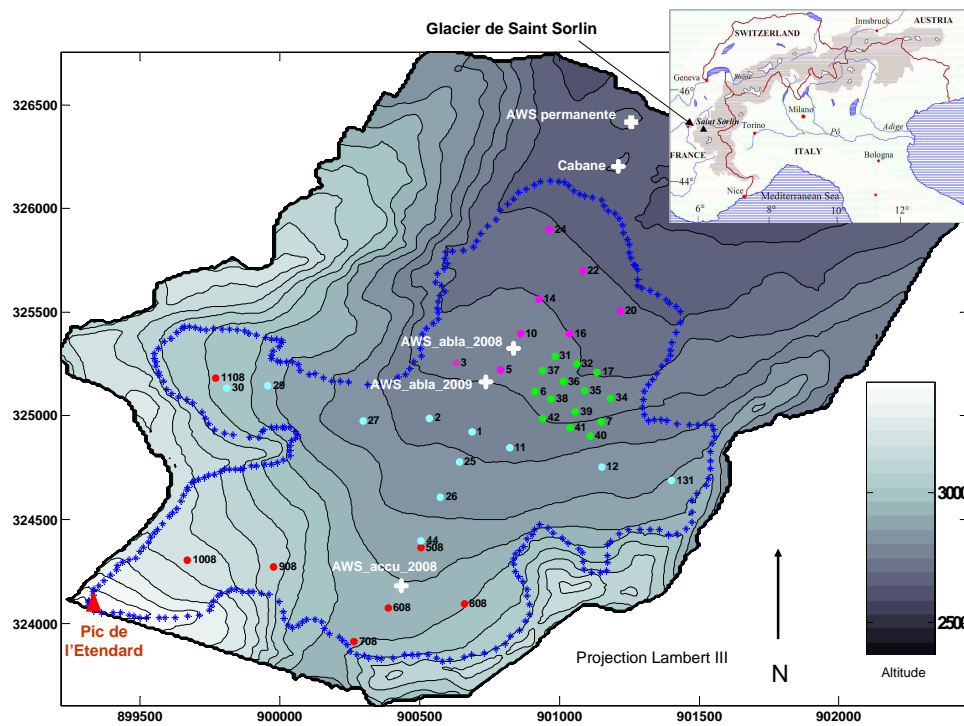 Glacier de Saint Sorlin
AUSTRIA
Innsbruck
SWITZERLAND
Geneva
Rhône
46°
Milano
Saint Sorlin
Torino
Pô
Adige
FRANCE
ITALY
Bologna
44°
Nice
Mediterranean Sea
6°
8°
10°
12°
326500
326000
325500
325000
324500
324000
AWS permanente
Cabane
24
22
14
20
10
16
AWS_abla_2008
31
3
5
37
32
17
1108
30
29
AWS_abla_2009
36
6
35
38
34
39
27
2
42
7
1
41
40
11
25
12
131
26
44
508
1008
908
AWS_accu_2008
608
808
708
Pic de
l'Etendard
Projection Lambert III
N
3000
2500
Altitude
899500
900000
900500
901000
901500
902000